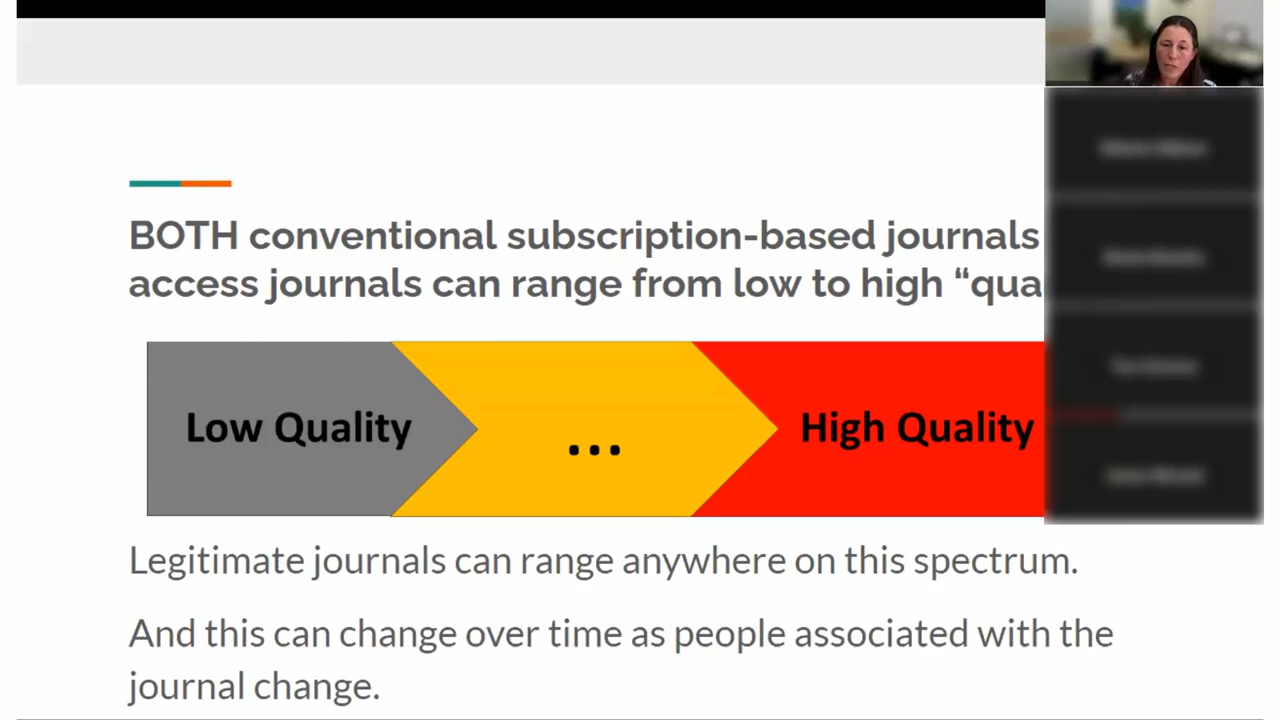 BOTH conventional subscription-based journals
access journals can range from low to high “qua
Low Quality
...
High Quality
Legitimate journals can range anywhere on this spectrum.
And this can change over time as people associated with the
journal change.